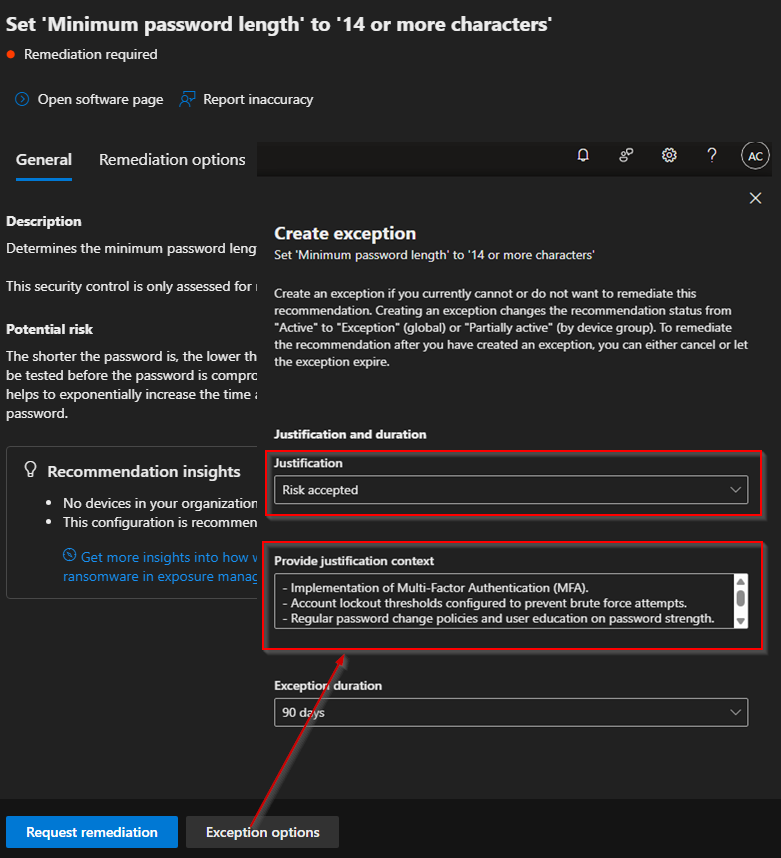 Set 'Minimum password length' to '14 or more characters'
Remediation required
Open software page Report inaccuracy
General Remediation options
AC
Description
Determines the minimum password
This security control is only assessed for
Potential risk
The shorter the password is, the lower
be tested before the password is
helps to exponentially increase the time
password.
Recommendation insights
No devices in your organization
This configuration is
Get more insights into how
ransomware in exposure
Create exception
Set 'Minimum password length' to '14 or more characters'
Create an exception if you currently cannot or do not want to remediate this
recommendation. Creating an exception changes the recommendation status from
"Active" to "Exception" (global) or "Partially active" (by device group). To remediate
the recommendation after you have created an exception, you can either cancel or let
the exception expire.
Justification and duration
Justification
Risk accepted
Provide justification context
- Implementation of Multi-Factor Authentication (MFA).
- Account lockout thresholds configured to prevent brute force attempts.
- Regular password change policies and user education on password strength.
Exception duration
90 days
Request remediation Exception options